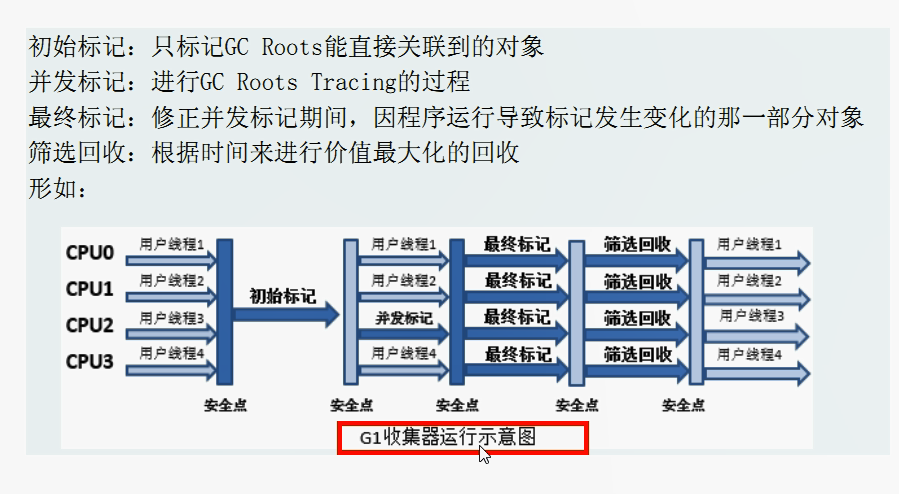 初始标记：只标记GC Roots能直接关联到的对象
并发标记：进行GC Roots Tracing的过程
最终标记：修正并发标记期间，因程序运行导致标记发生变化的那一部分对象
筛选回收：根据时间来进行价值最大化的回收
形如：
CPU0 用户线程1 用户线程1 最终标记 筛选回收 用户线程1
CPU1 用户线程2 初始标记 用户线程2 最终标记 筛选回收 用户线程2
CPU2 用户线程3 并发标记 最终标记 筛选回收 用户线程3
CPU3 用户线程4 用户线程4 最终标记 筛选回收 用户线程4
安全点 安全点 安全点 安全点 安全点
G1收集器运行示意图